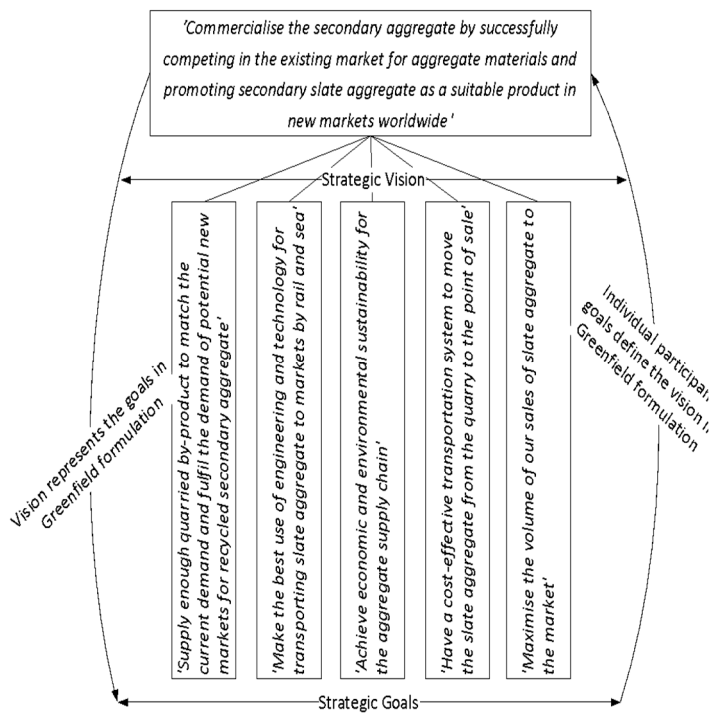 'Commercialise the secondary aggregate by successfully
competing in the existing market for aggregate materials and
promoting secondary slate aggregate as a suitable product in
new markets worldwide '
Strategic Vision
Vision represents the goals in
Greenfield formulation
'Supply enough quarried by-product to match the
current demand and fulfil the demand of potential new
markets for recycled secondary aggregate'
'Make the best use of engineering and technology for
transporting slate aggregate to markets by rail and sea'
'Achieve economic and environmental sustainability for
the aggregate supply chain'
'Have a cost-effective transportation system to move
the slate aggregate from the quarry to the point of sale'
'Maximise the volume of our sales of slate aggregate to
the market'
Individual
goals define the vision
Greenfield formulation
Strategic Goals